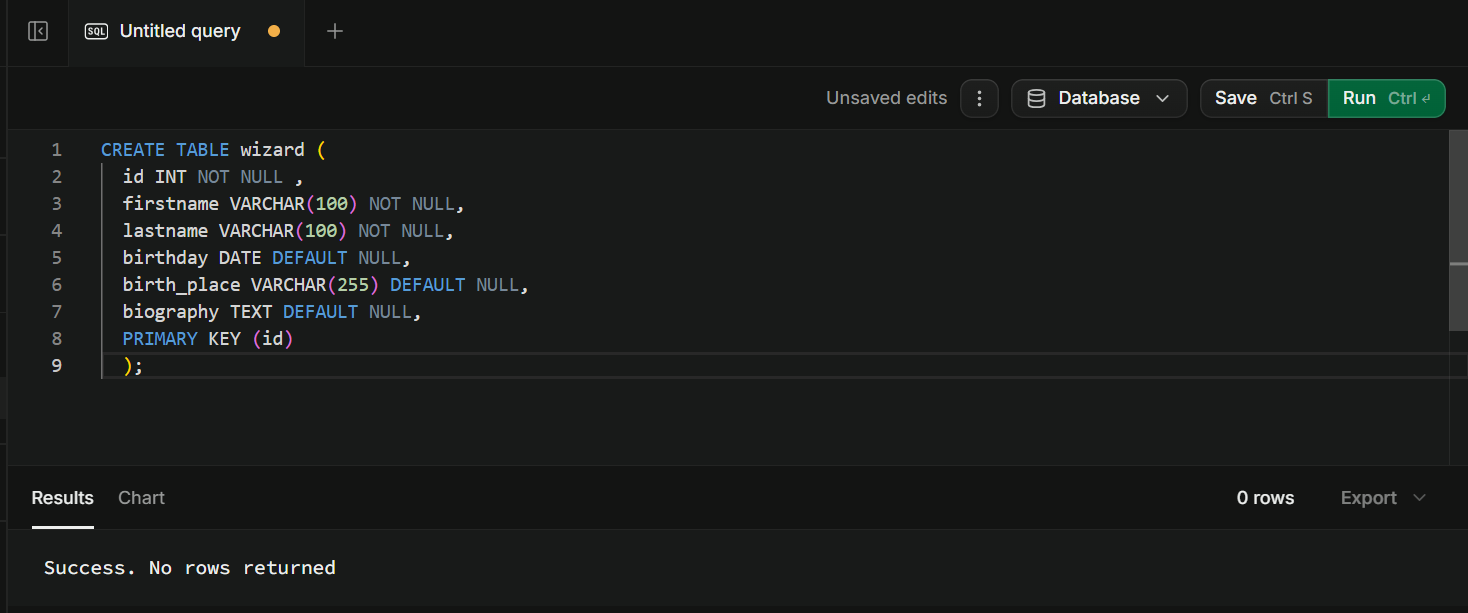 SQL Untitled query
Unsaved edits Database Save Ctrl S Run Ctrl ↵
1 CREATE TABLE wizard (
2 id INT NOT NULL ,
3 firstname VARCHAR(100) NOT NULL,
4 lastname VARCHAR(100) NOT NULL,
5 birthday DATE DEFAULT NULL,
6 birth_place VARCHAR(255) DEFAULT NULL,
7 biography TEXT DEFAULT NULL,
8 PRIMARY KEY (id)
9 );
Results Chart 0 rows Export
Success. No rows returned